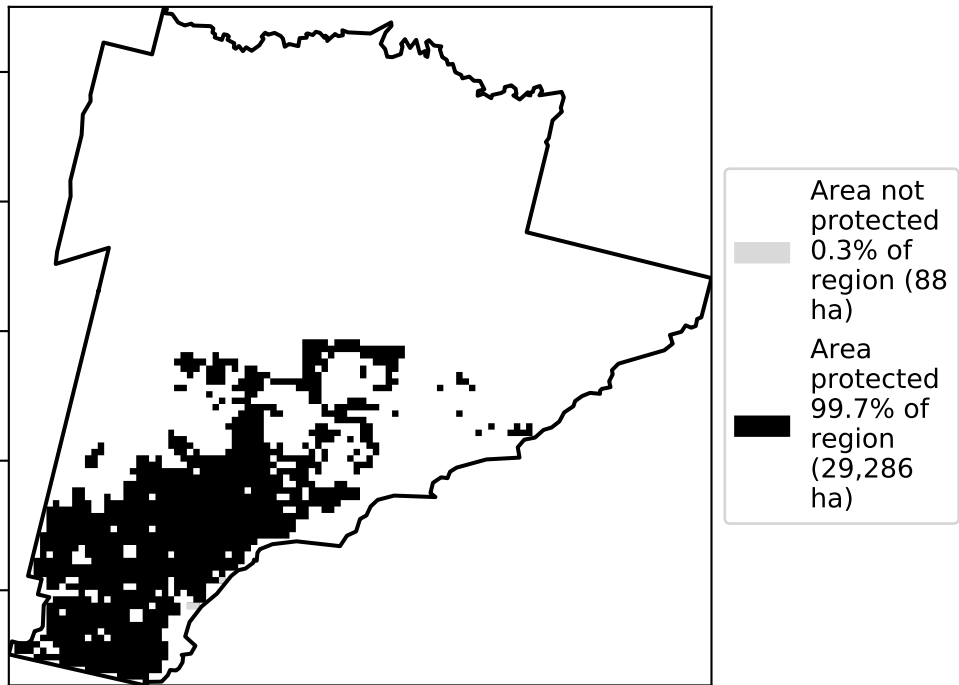 Area not
protected
0.3% of
region (88
ha)
Area
protected
99.7% of
region
(29,286
ha)